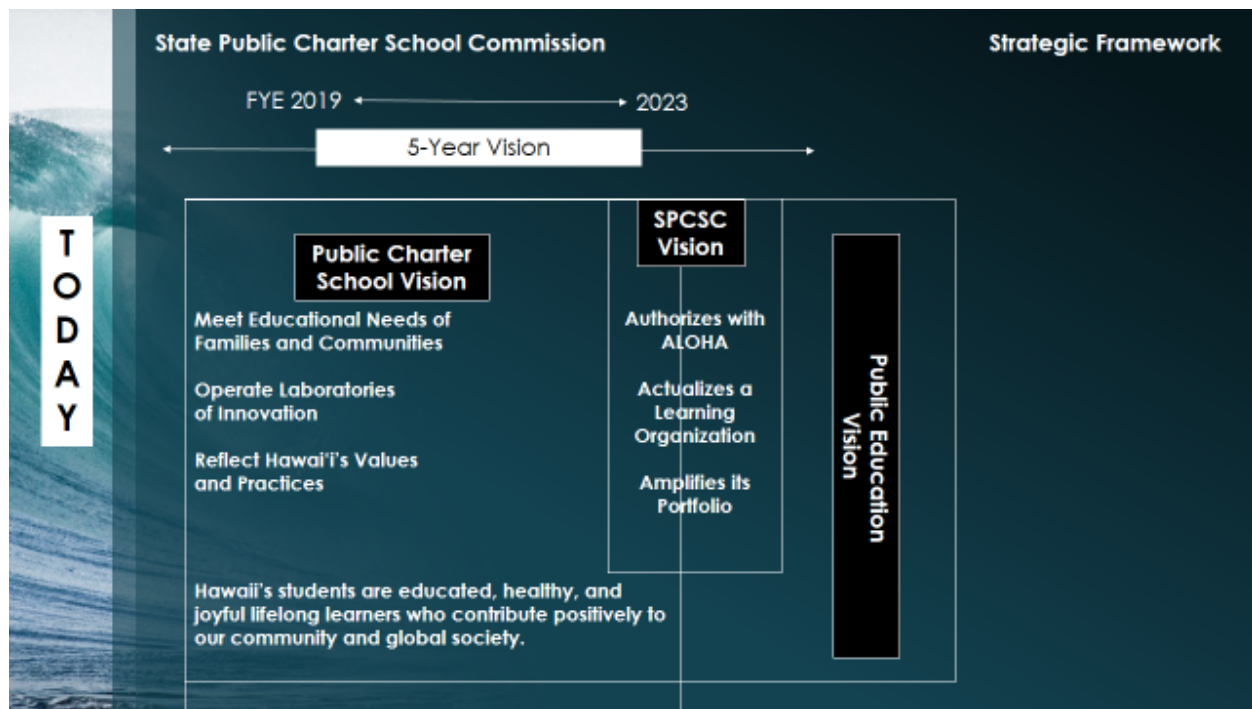 State Public Charter School Commission
Strategic Framework
FYE 2019
2023
5-Year Vision
T
O
D
A
Y
Public Charter
School Vision
Meet Educational Needs of
Families and Communities
Operate Laboratories
of Innovation
Reflect Hawai‘i’s Values
and Practices
Hawaii’s students are educated, healthy, and
joyful lifelong learners who contribute positively to
our community and global society.
SPCSC
Vision
Authorizes with
ALOHA
Actualizes a
Learning
Organization
Amplifies its
Portfolio
Public Education
Vision